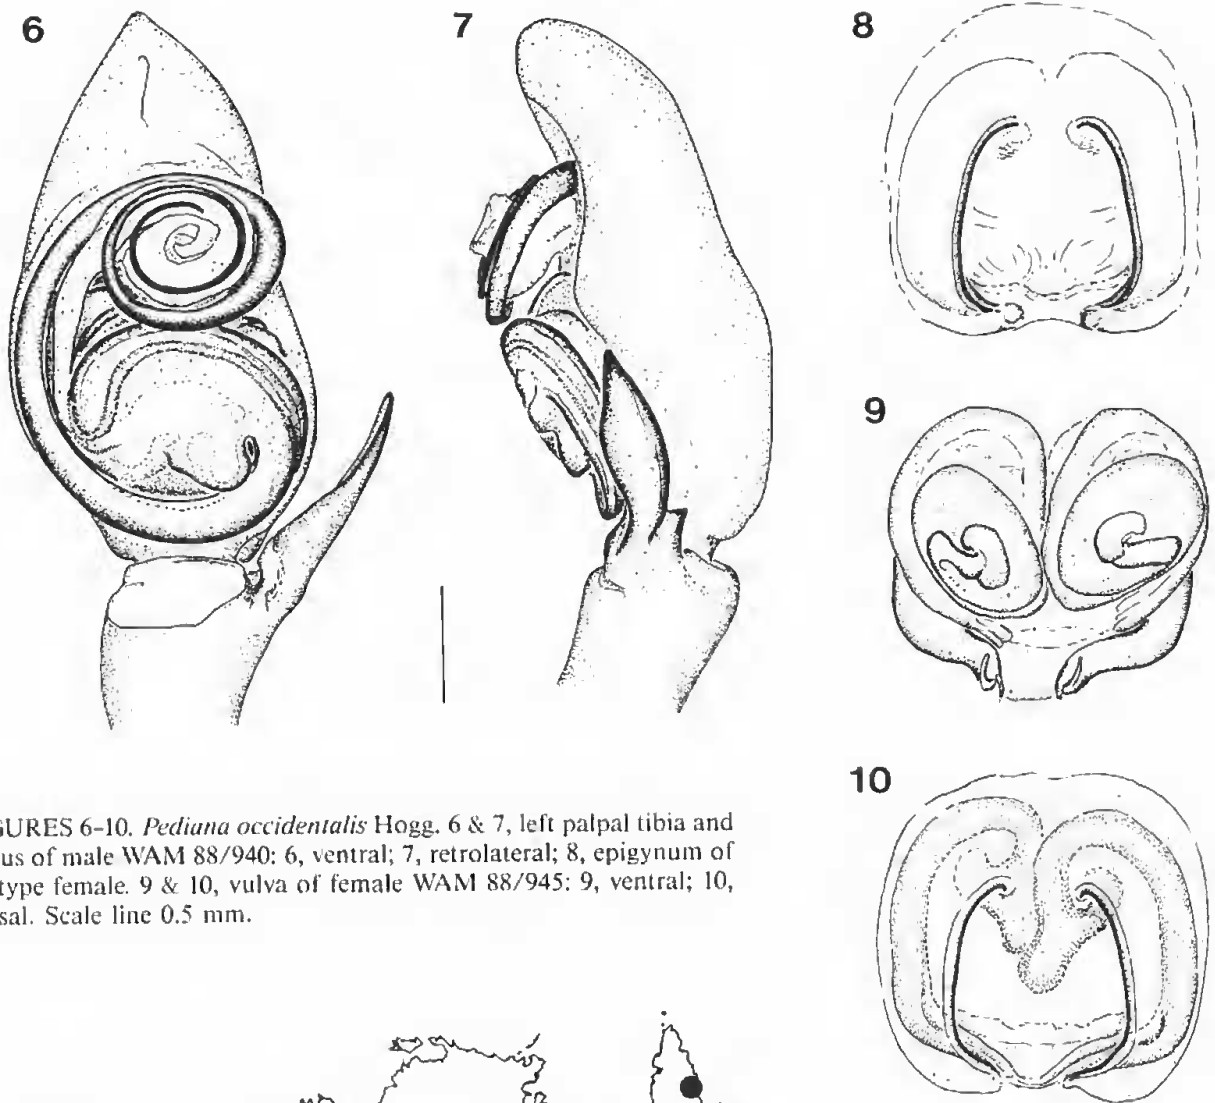 6
7
8
9
10
GURES 6-10. Pediana occidentalis Hogg. 6 & 7, left palpal tibia and
us of male WAM 88/940: 6, ventral; 7, retrolateral; 8, epigynum of
type female. 9 & 10, vulva of female WAM 88/945: 9, ventral; 10,
sal. Scale line 0.5 mm.